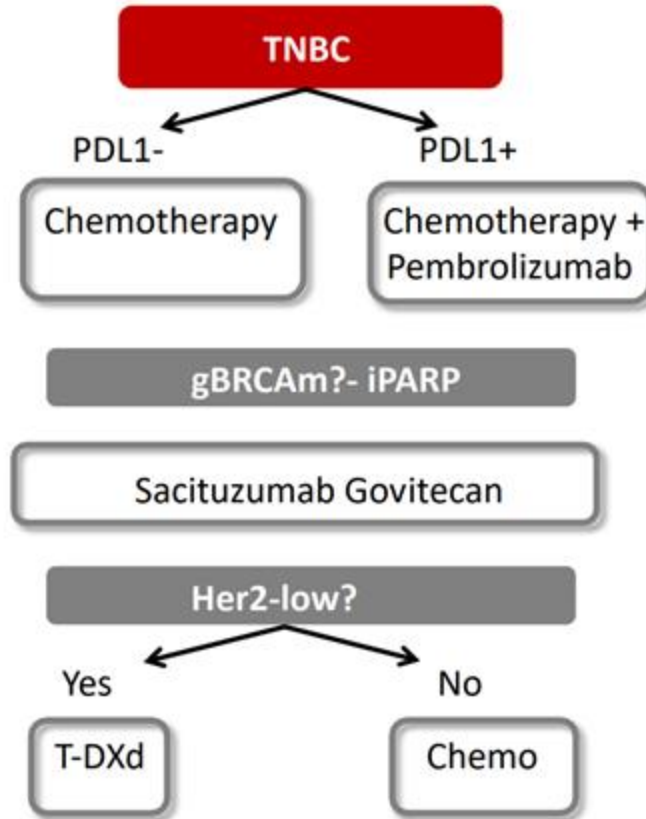 TNBC
PDL1-
PDL1+
Chemotherapy
Chemotherapy +
Pembrolizumab
gBRCAm?- iPARP
Sacituzumab Govitecan
Her2-low?
Yes
No
T-DXd
Chemo